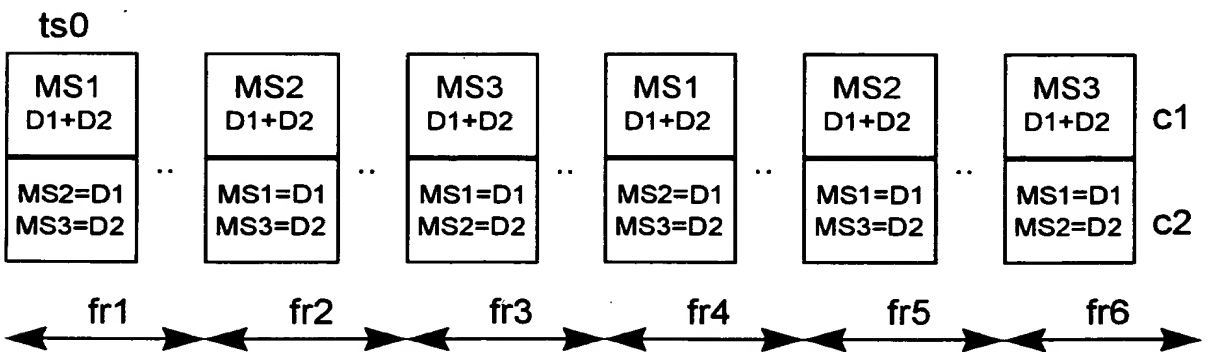 ts0
MS1 MS2 MS3 MS1 MS2 MS3
D1+D2 D1+D2 D1+D2 D1+D2 D1+D2 D1+D2 c1
.. .. .. .. ..
MS2=D1 MS1=D1 MS1=D1 MS2=D1 MS1=D1 MS1=D1
MS3=D2 MS3=D2 MS2=D2 MS3=D2 MS3=D2 MS2=D2 c2
fr1 fr2 fr3 fr4 fr5 fr6